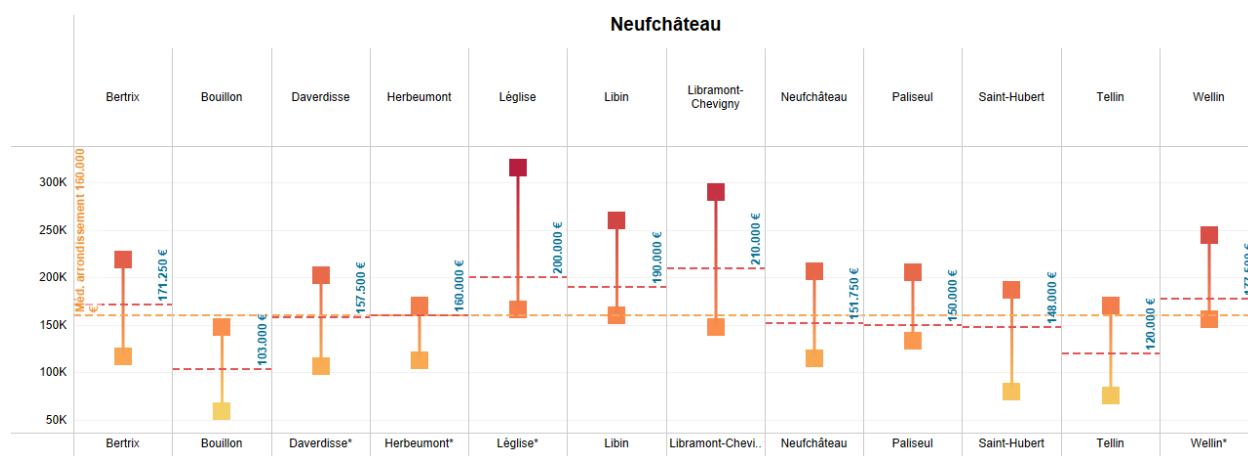 Neufchâteau
Bertrix
Bouillon
Daverdisse
Herbeumont
Léglise
Libin
Libramont-
Chevigny
Neufchâteau
Paliseul
Saint-Hubert
Tellin
Wellin
300K
250K
200K
150K
100K
50K
Méd. arrondissement 160.000
€
171.250 €
103.000 €
157.500 €
160.000 €
200.000 €
190.000 €
210.000 €
151.750 €
150.000 €
148.000 €
120.000 €
177.500 €
Bertrix
Bouillon
Daverdisse*
Herbeumont*
Léglise*
Libin
Libramont-Chevi..
Neufchâteau
Paliseul
Saint-Hubert
Tellin
Wellin*